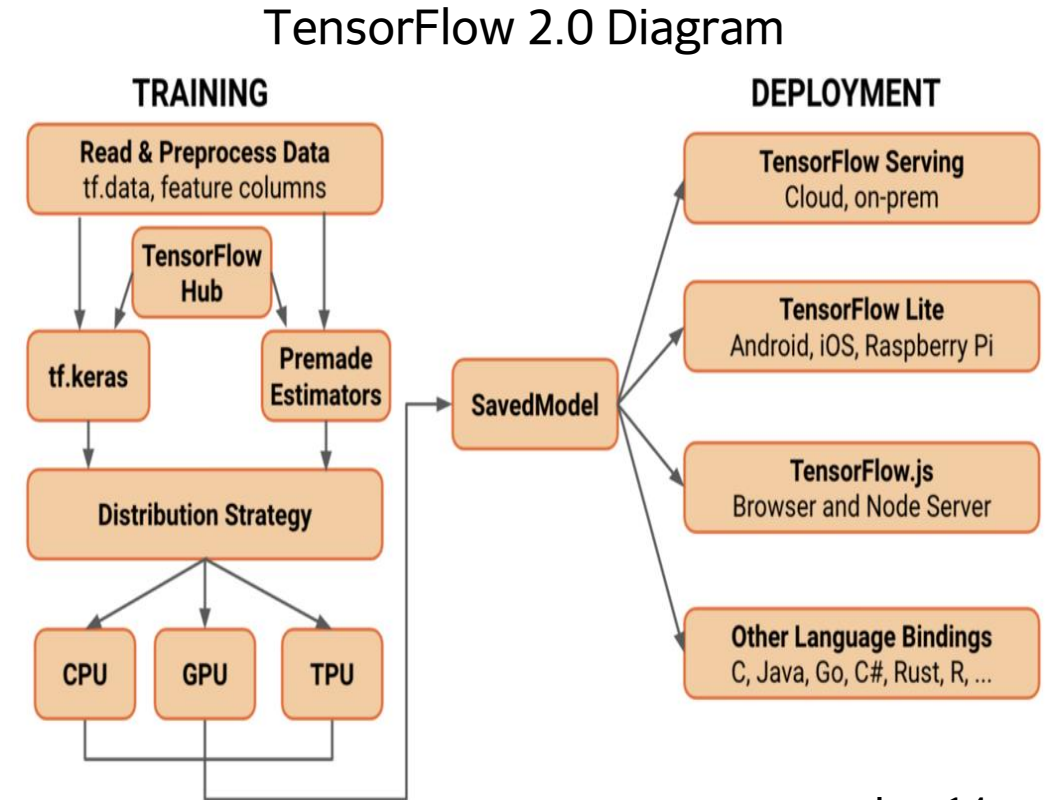 TensorFlow 2.0 Diagram
TRAINING
Read & Preprocess Data
tf.data, feature columns
TensorFlow
Hub
tf.keras
Premade
Estimators
Distribution Strategy
CPU
GPU
TPU
SavedModel
DEPLOYMENT
TensorFlow Serving
Cloud, on-prem
TensorFlow Lite
Android, iOS, Raspberry Pi
TensorFlow.js
Browser and Node Server
Other Language Bindings
C, Java, Go, C#, Rust, R, ...